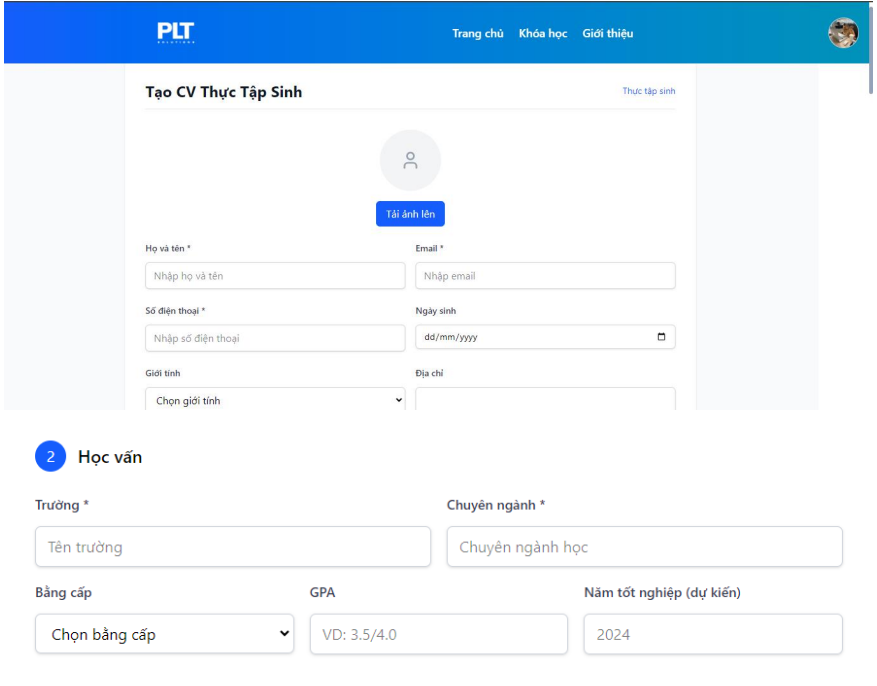 PLT
SOLUTIONS
Trang chủ Khóa học Giới thiệu
Tạo CV Thực Tập Sinh
Thực tập sinh
Tải ảnh lên
Họ và tên * Email *
Nhập họ và tên Nhập email
Số điện thoại * Ngày sinh
Nhập số điện thoại dd/mm/yyyy
Giới tính Địa chỉ
Chọn giới tính
2 Học vấn
Trường * Chuyên ngành *
Tên trường Chuyên ngành học
Bằng cấp GPA Năm tốt nghiệp (dự kiến)
Chọn bằng cấp VD: 3.5/4.0 2024